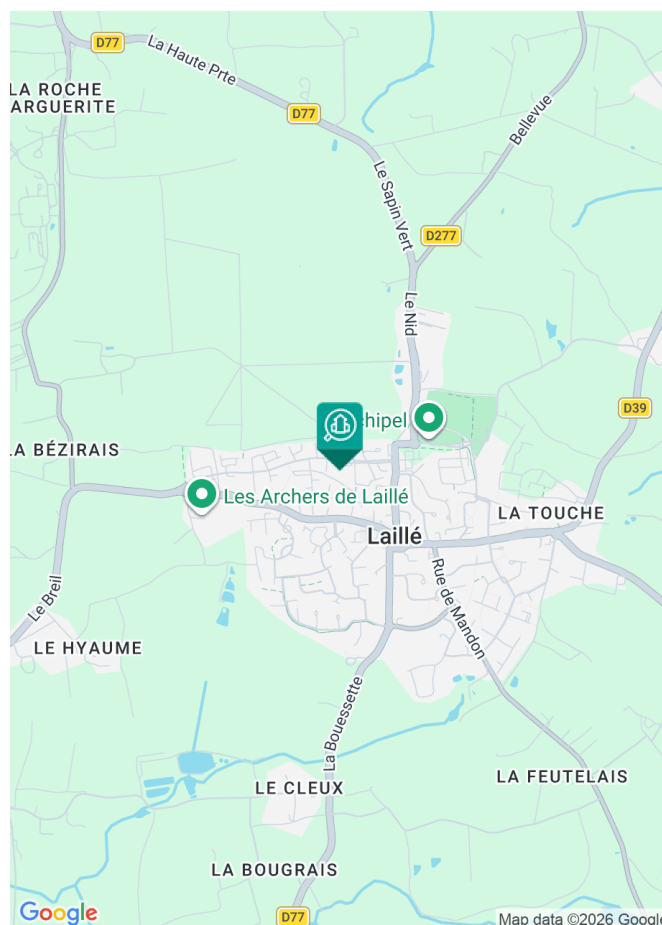 D77
La Haute Prte
LA ROCHE
ARGUERITE
D77
Bellevue
Le Sapin Vert
D277
Le Nid
D39
chipel
LA BÉZIRAIS
Les Archers de Laillé
LA TOUCHE
Laillé
Rue de Mandon
Le Breil
LE HYAUME
La Bouessette
LA FEUTELAIS
LE CLEUX
LA BOUGRAIS
D77
Google
Map data ©2026 Google